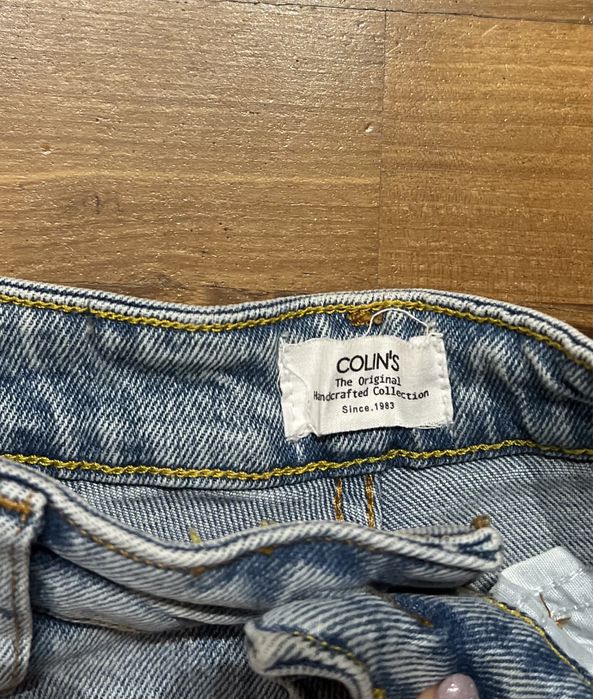 COLIN'S
The Original
Handcrafted Collection
Since.1983